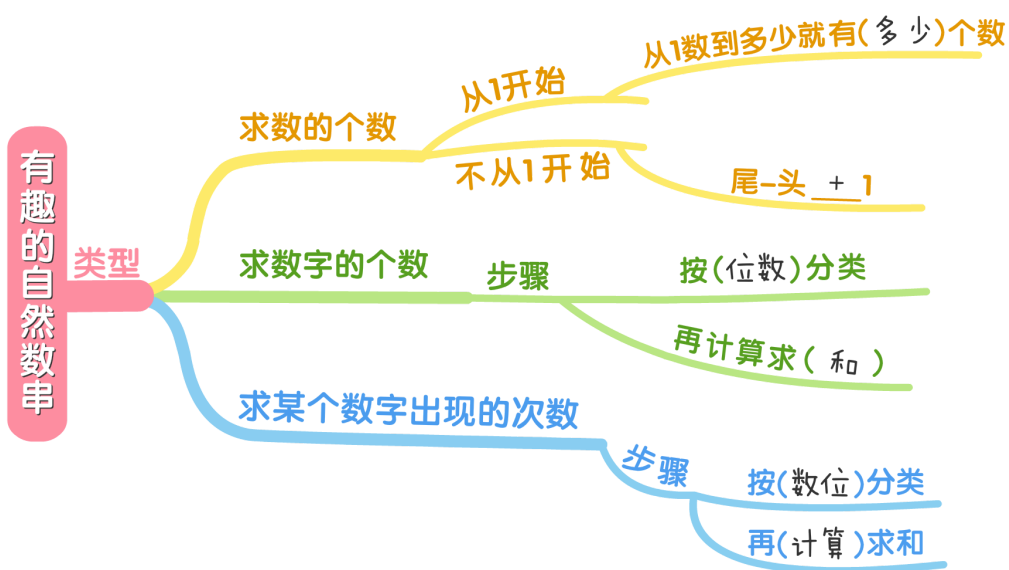 有趣的自然数串
类型
求数的个数
从1开始
从1数到多少就有(多少)个数
不从1开始
尾-头 + 1
求数字的个数
步骤
按(位数)分类
再计算求(和)
求某个数字出现的次数
步骤
按(数位)分类
再(计算)求和